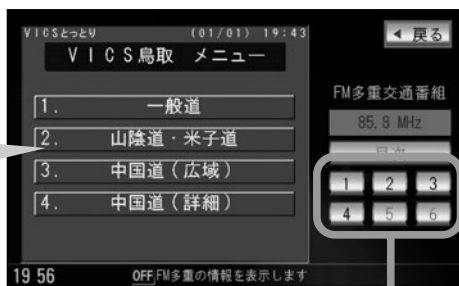 VICSとっとり (01/01) 19:43
VICS鳥取 メニュー
1. 一般道
2. 山陰道・米子道
3. 中国道(広域)
4. 中国道(詳細)
◀ 戻る
FM多重交通番組
85.8 MHz
目次
1 2 3
4 5 6
19 56 OFF FM多重の情報を表示します